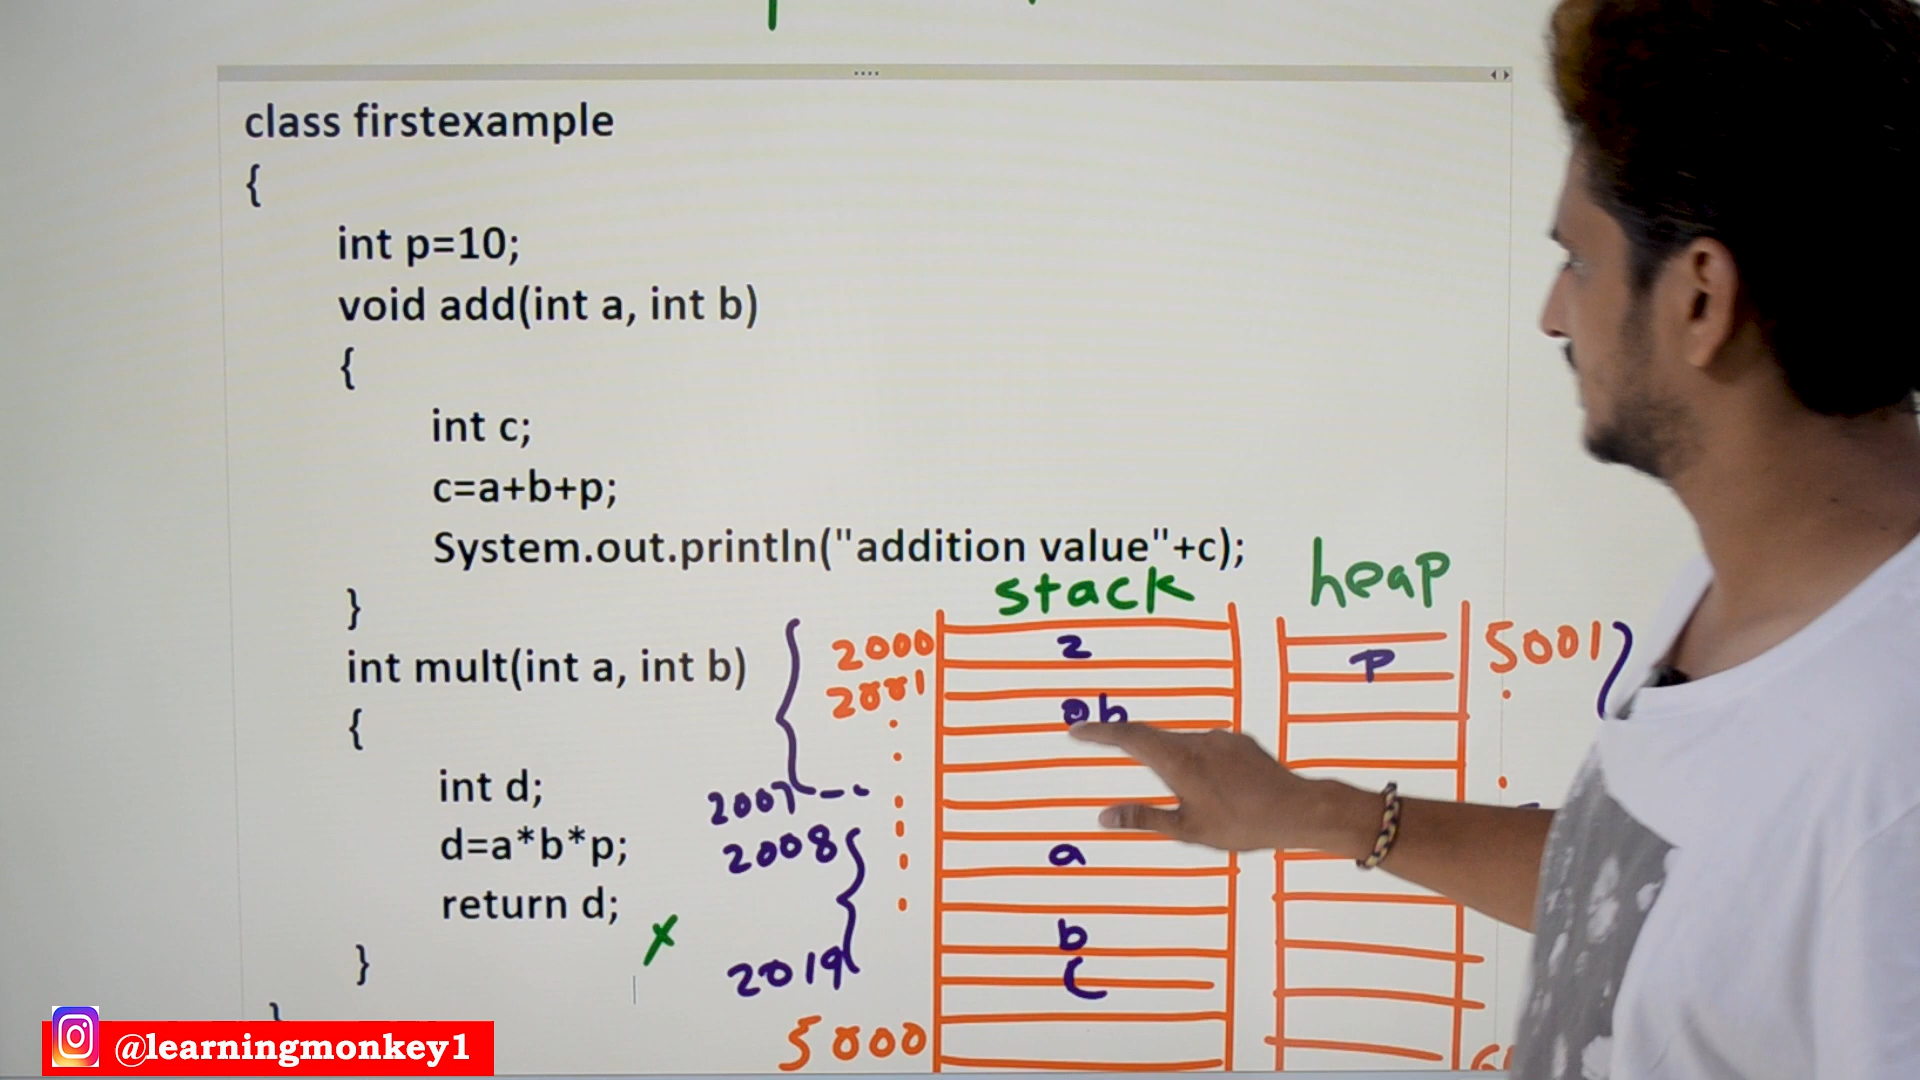 class firstexample
{
int p=10;
void add(int a, int b)
{
int c;
c=a+b+p;
System.out.println("addition value"+c);
}
int mult(int a, int b)
{
int d;
d=a*b*p;
return d;
}
}
stack
heap
2000
z
2001
ob
2007
2008
a
b
2019
c
5000
p
5001
@learningmonkey1